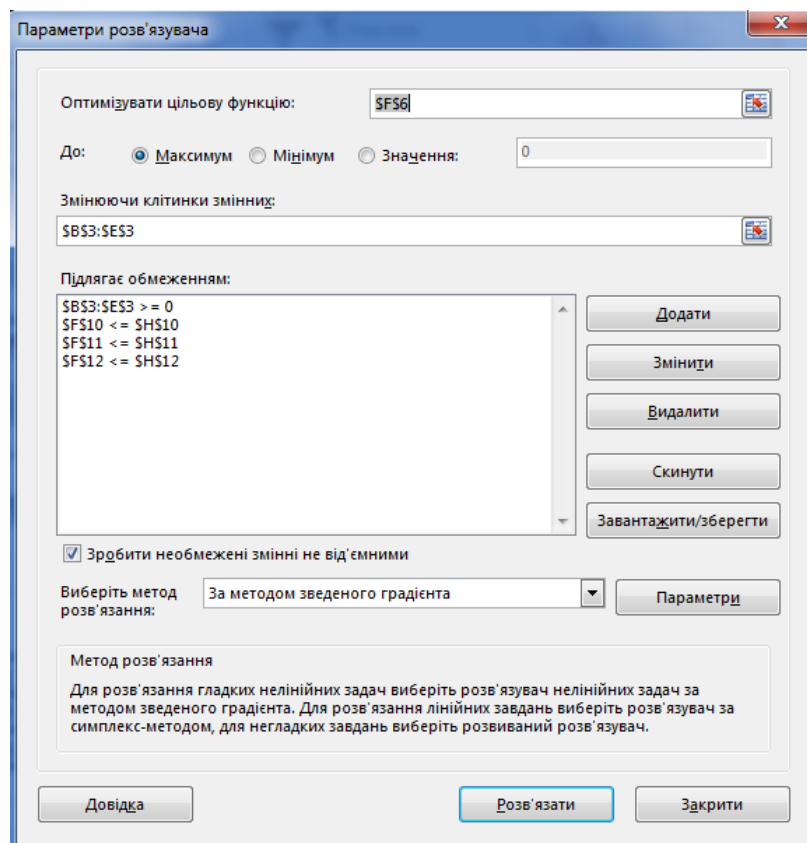 Параметри розв'язувача
X
Оптимізувати цільову функцію: $F$6
До: Максимум Мінімум Значення: 0
Змінюючи клітинки змінних:
$B$3:$E$3
Підлягає обмеженням:
$B$3:$E$3 >= 0
$F$10 <= $H$10
$F$11 <= $H$11
$F$12 <= $H$12
Додати
Змінити
Видалити
Скинути
Завантажити/зберегти
Зробити необмежені змінні не від'ємними
Виберіть метод
розв'язання:
За методом зведеного градієнта
Параметри
Метод розв'язання
Для розв'язання гладких нелінійних задач виберіть розв'язувач нелінійних задач за
методом зведеного градієнта. Для розв'язання лінійних завдань виберіть розв'язувач за
симплекс-методом, для негладких завдань виберіть розвиваний розв'язувач.
Довідка Розв'язати Закрити